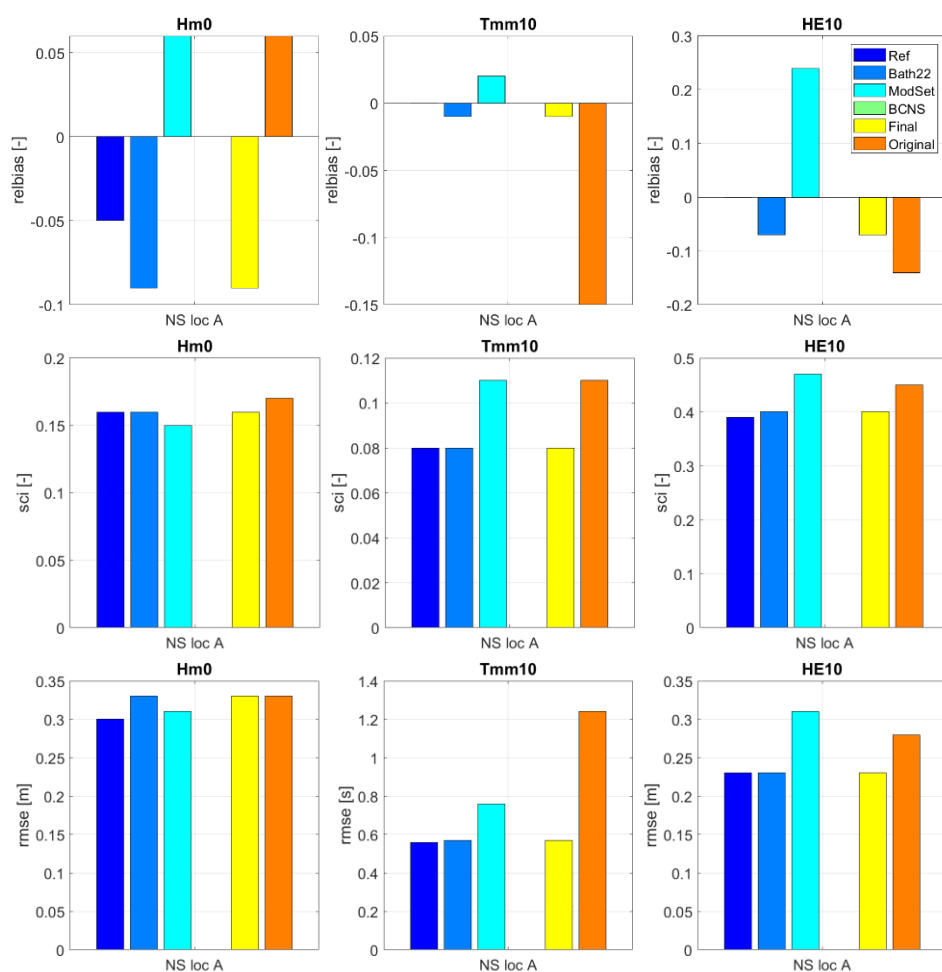 Hm0
Tmm10
HE10
0.05
0
-0.05
-0.1
relbias [-]
NS loc A
0.05
0
-0.05
-0.1
-0.15
relbias [-]
NS loc A
0.3
0.2
0.1
0
-0.1
-0.2
relbias [-]
NS loc A
Ref
Bath22
ModSet
BCNS
Final
Original
Hm0
Tmm10
HE10
0.2
0.15
0.1
0.05
0
sci [-]
NS loc A
0.12
0.1
0.08
0.06
0.04
0.02
0
sci [-]
NS loc A
0.5
0.4
0.3
0.2
0.1
0
sci [-]
NS loc A
Hm0
Tmm10
HE10
0.35
0.3
0.25
0.2
0.15
0.1
0.05
0
rmse [m]
NS loc A
1.4
1.2
1
0.8
0.6
0.4
0.2
0
rmse [s]
NS loc A
0.35
0.3
0.25
0.2
0.15
0.1
0.05
0
rmse [m]
NS loc A